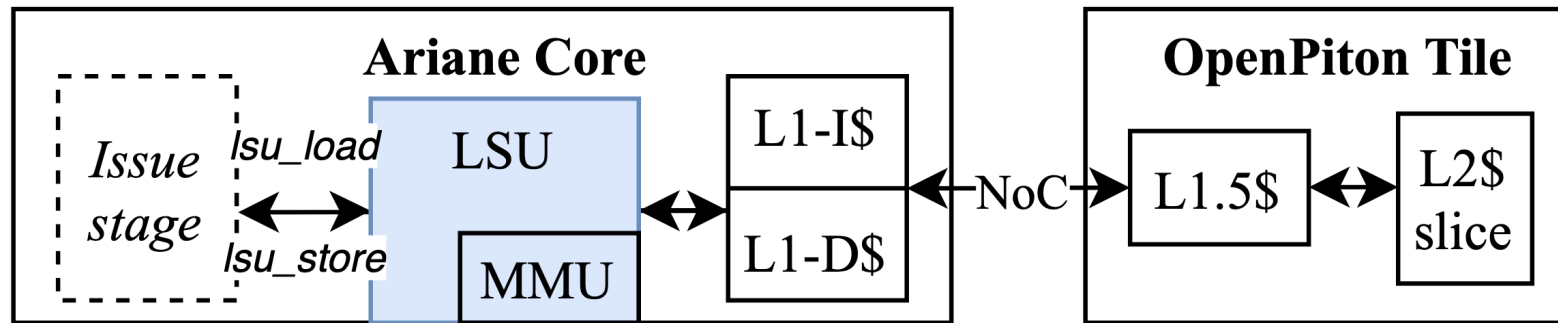 Ariane Core
Issue
stage
lsu_load
lsu_store
LSU
MMU
L1-I$
L1-D$
NoC
OpenPiton Tile
L1.5$
L2$
slice